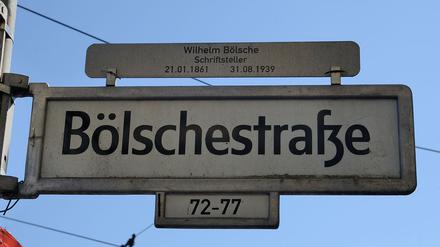 Wilhelm Bölsche
Schriftsteller
21.01.1861 31.08.1939
Bölschestraße
72-77